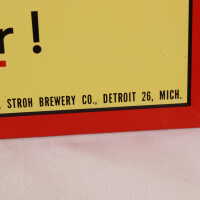 r!
STROH BREWERY CO., DETROIT 26, MICH.